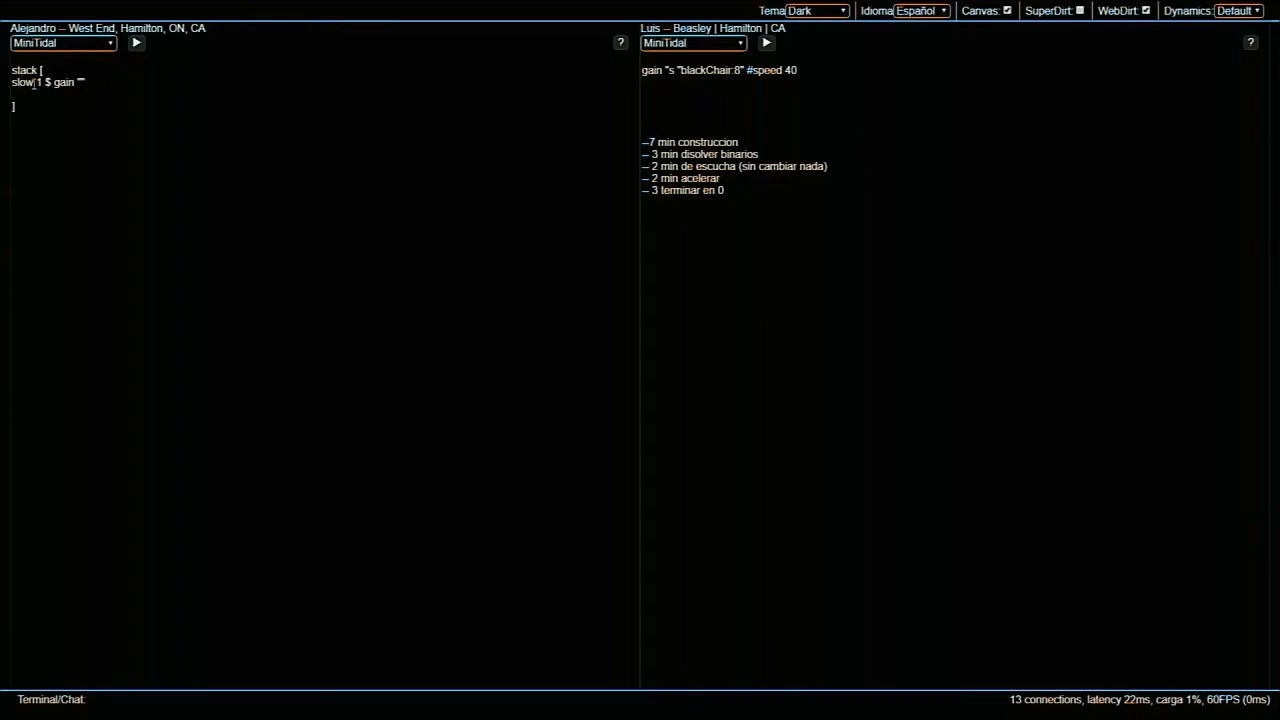 Tema Dark Idioma Español Canvas: SuperDirt: WebDirt: Dynamics: Default
Alejandro -- West End, Hamilton, ON, CA
MiniTidal
?
stack [
slow 1 $ gain ""
]
Luis -- Beasley | Hamilton | CA
MiniTidal
?
gain "s "blackChair:8" #speed 40
--7 min construccion
-- 3 min disolver binarios
-- 2 min de escucha (sin cambiar nada)
-- 2 min acelerar
-- 3 terminar en 0
Terminal/Chat:
13 connections, latency 22ms, carga 1%, 60FPS (0ms)